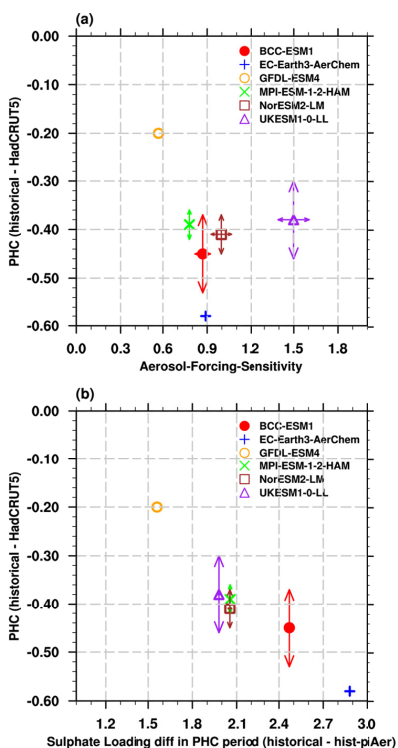 (a)
0.00
-0.10
-0.20
-0.30
-0.40
-0.50
-0.60
PHC (historical - HadCRUT5)
BCC-ESM1
EC-Earth3-AerChem
GFDL-ESM4
MPI-ESM-1-2-HAM
NorESM2-LM
UKESM1-0-LL
0.0 0.3 0.6 0.9 1.2 1.5 1.8
Aerosol-Forcing-Sensitivity
(b)
0.00
-0.10
-0.20
-0.30
-0.40
-0.50
-0.60
PHC (historical - HadCRUT5)
BCC-ESM1
EC-Earth3-AerChem
GFDL-ESM4
MPI-ESM-1-2-HAM
NorESM2-LM
UKESM1-0-LL
1.2 1.5 1.8 2.1 2.4 2.7 3.0
Sulphate Loading diff in PHC period (historical - hist-piAer)